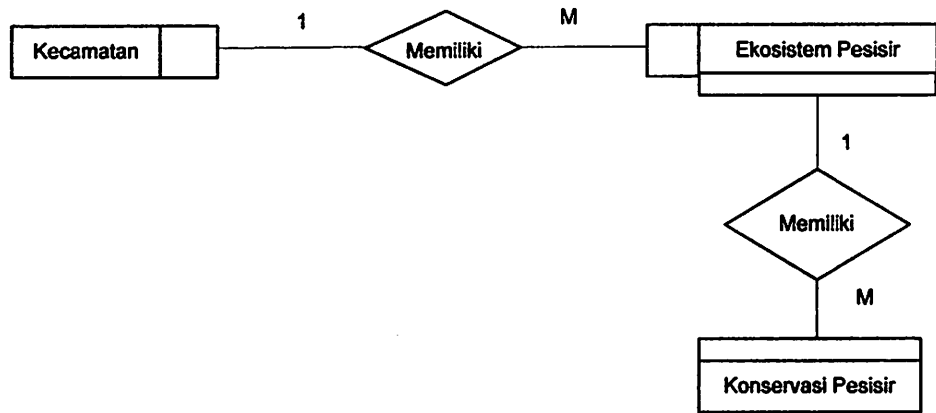 1
M
Kecamatan
Memiliki
Ekosistem Pesisir
1
Memiliki
M
Konservasi Pesisir